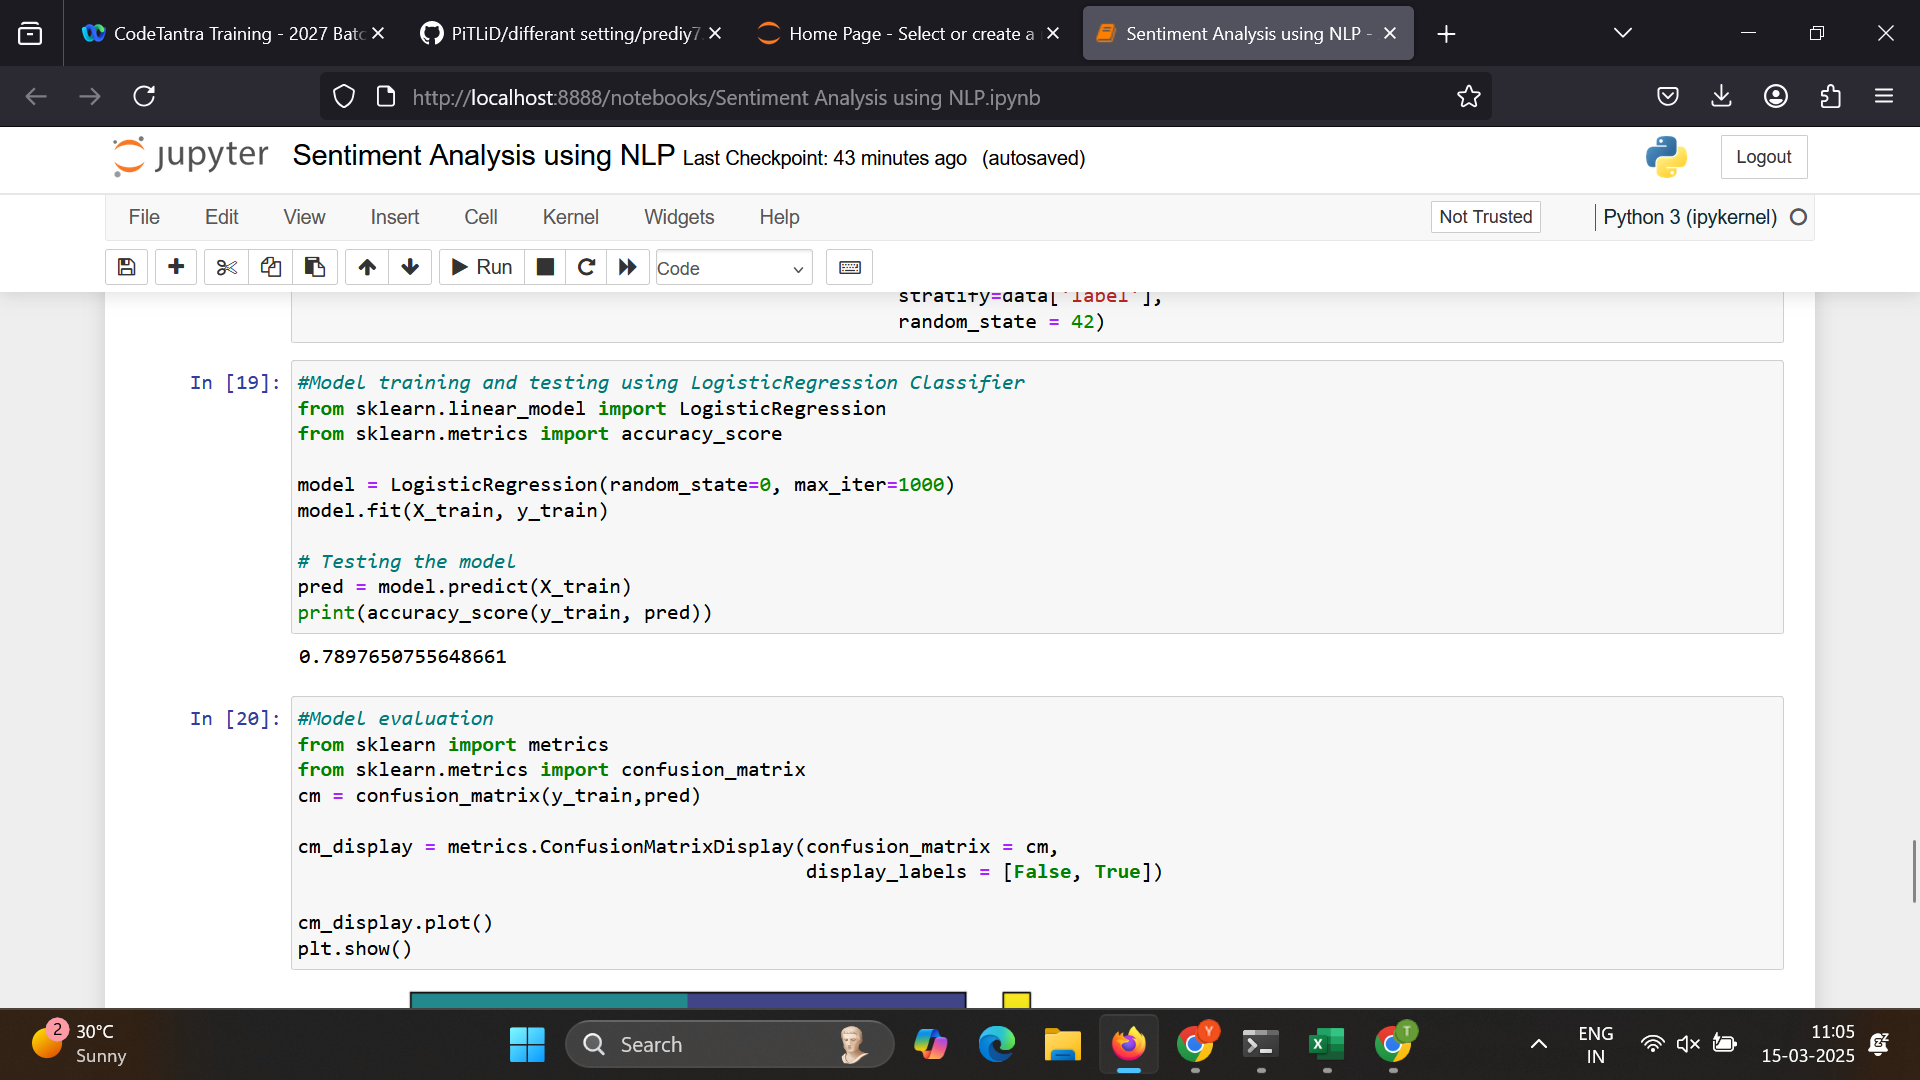 CodeTantra Training - 2027 Batc
PiTLiD/differant setting/prediy7.
Home Page - Select or create a
Sentiment Analysis using NLP -
http://localhost:8888/notebooks/Sentiment Analysis using NLP.ipynb
jupyter Sentiment Analysis using NLP Last Checkpoint: 43 minutes ago (autosaved)
Logout
File Edit View Insert Cell Kernel Widgets Help
Not Trusted
Python 3 (ipykernel)
Run
Code
stratify=data['label'],
random_state = 42)
In [19]:
#Model training and testing using LogisticRegression Classifier
from sklearn.linear_model import LogisticRegression
from sklearn.metrics import accuracy_score
model = LogisticRegression(random_state=0, max_iter=1000)
model.fit(X_train, y_train)
# Testing the model
pred = model.predict(X_train)
print(accuracy_score(y_train, pred))
0.7897650755648661
In [20]:
#Model evaluation
from sklearn import metrics
from sklearn.metrics import confusion_matrix
cm = confusion_matrix(y_train,pred)
cm_display = metrics.ConfusionMatrixDisplay(confusion_matrix = cm,
display_labels = [False, True])
cm_display.plot()
plt.show()
2
30°C
Sunny
Search
Y
T
ENG
IN
11:05
15-03-2025